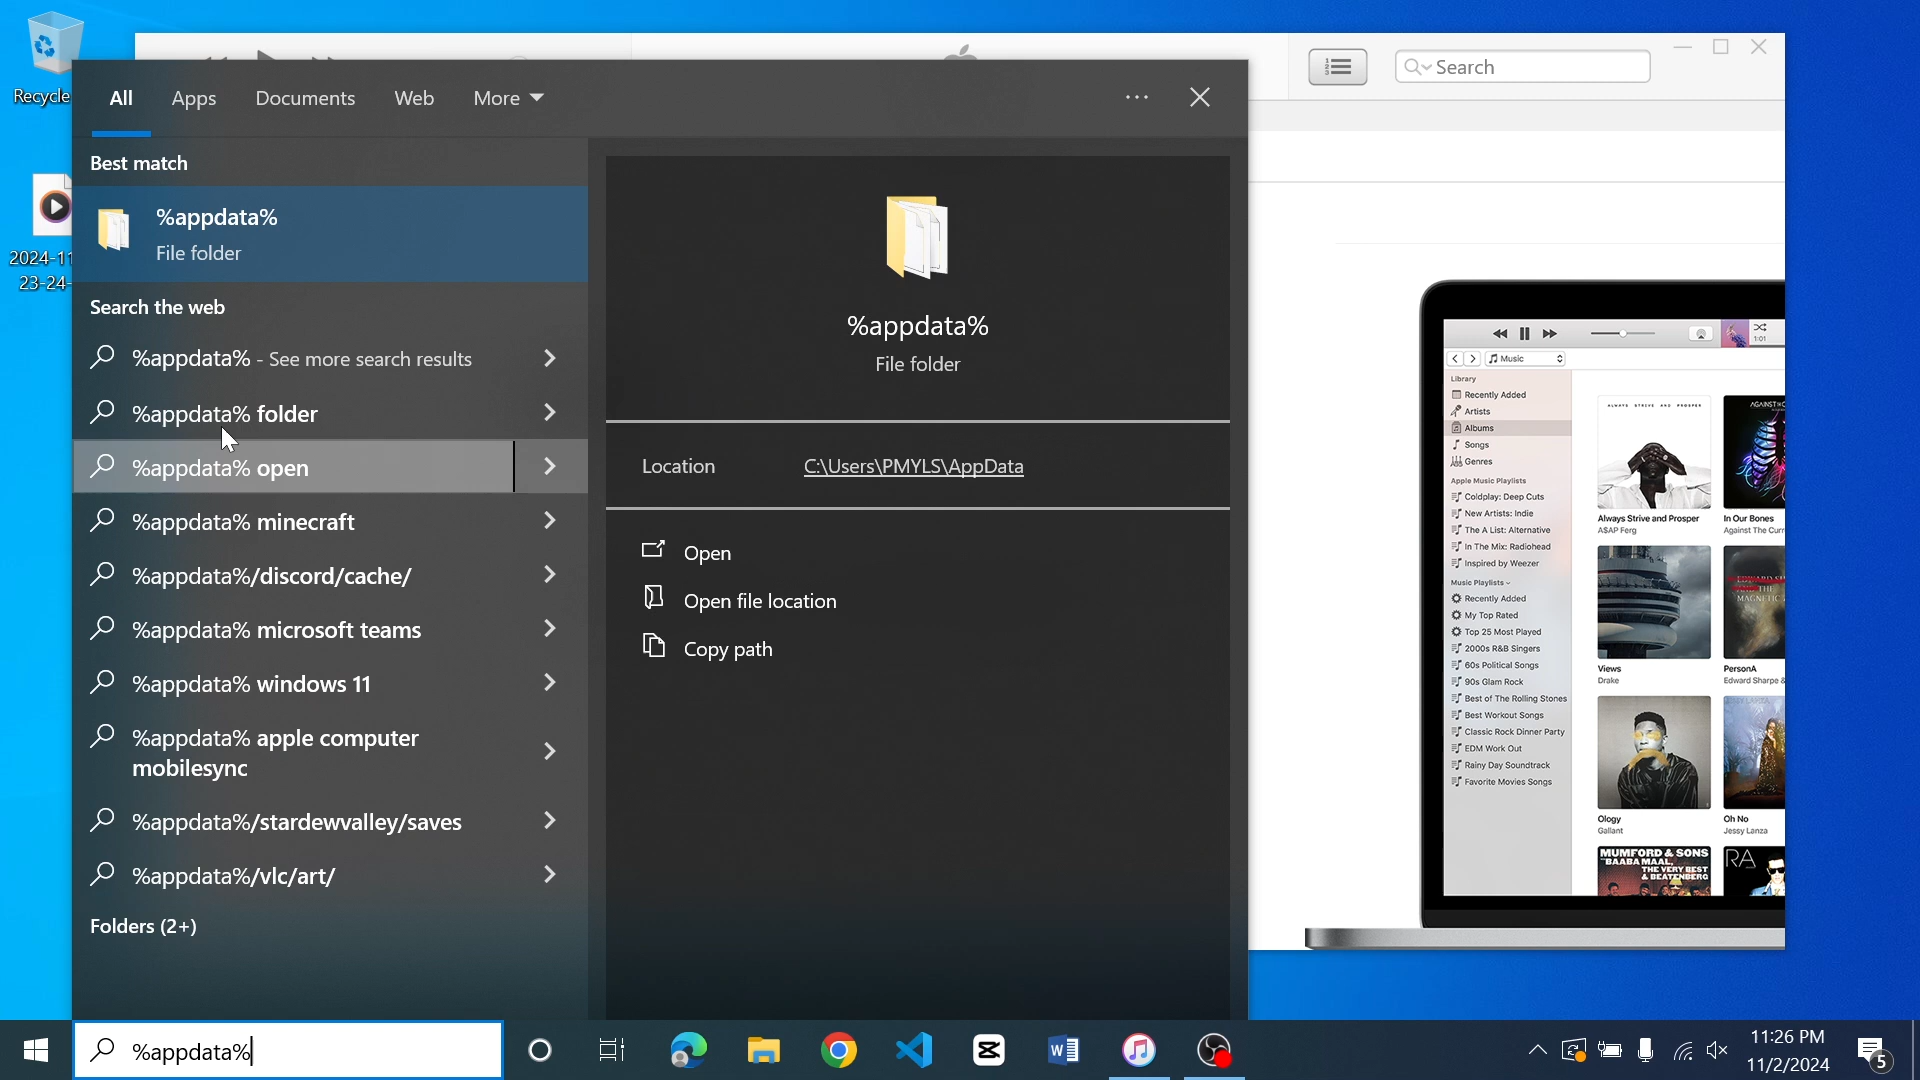 Recycle
2024-11
23-24-
All
Apps
Documents
Web
More
Search
Best match
%appdata%
File folder
Search the web
%appdata% - See more search results
%appdata% folder
%appdata% open
%appdata% minecraft
%appdata%/discord/cache/
%appdata% microsoft teams
%appdata% windows 11
%appdata% apple computer
mobilesync
%appdata%/stardewvalley/saves
%appdata%/vlc/art/
Folders (2+)
%appdata%
File folder
Location
C:\Users\PMYLS\AppData
Open
Open file location
Copy path
1:01
Music
Library
Recently Added
Artists
Albums
Songs
Genres
Apple Music Playlists
Coldplay: Deep Cuts
New Artists: Indie
The A List: Alternative
In The Mix: Radiohead
Inspired by Weezer
Music Playlists
Recently Added
My Top Rated
Top 25 Most Played
2000s R&B Singers
60s Political Songs
90s Glam Rock
Best of The Rolling Stones
Best Workout Songs
Classic Rock Dinner Party
EDM Work Out
Rainy Day Soundtrack
Favorite Movies Songs
ALWAYS STRIVE AND PROSPER
Always Strive and Prosper
A$AP Ferg
In Our Bones
Against The Curr
Views
Drake
PersonA
Edward Sharpe &
Ology
Gallant
Oh No
Jessy Lanza
MUMFORD & SONS
BAABA MAAL,
THE VERY BEST
& BEATENBERG
RA
%appdata%
11:26 PM
11/2/2024
5